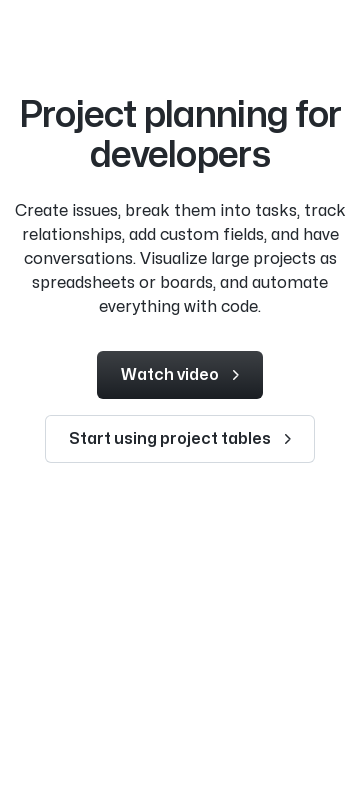 Project planning for
developers
Create issues, break them into tasks, track
relationships, add custom fields, and have
conversations. Visualize large projects as
spreadsheets or boards, and automate
everything with code.
Watch video
Start using project tables